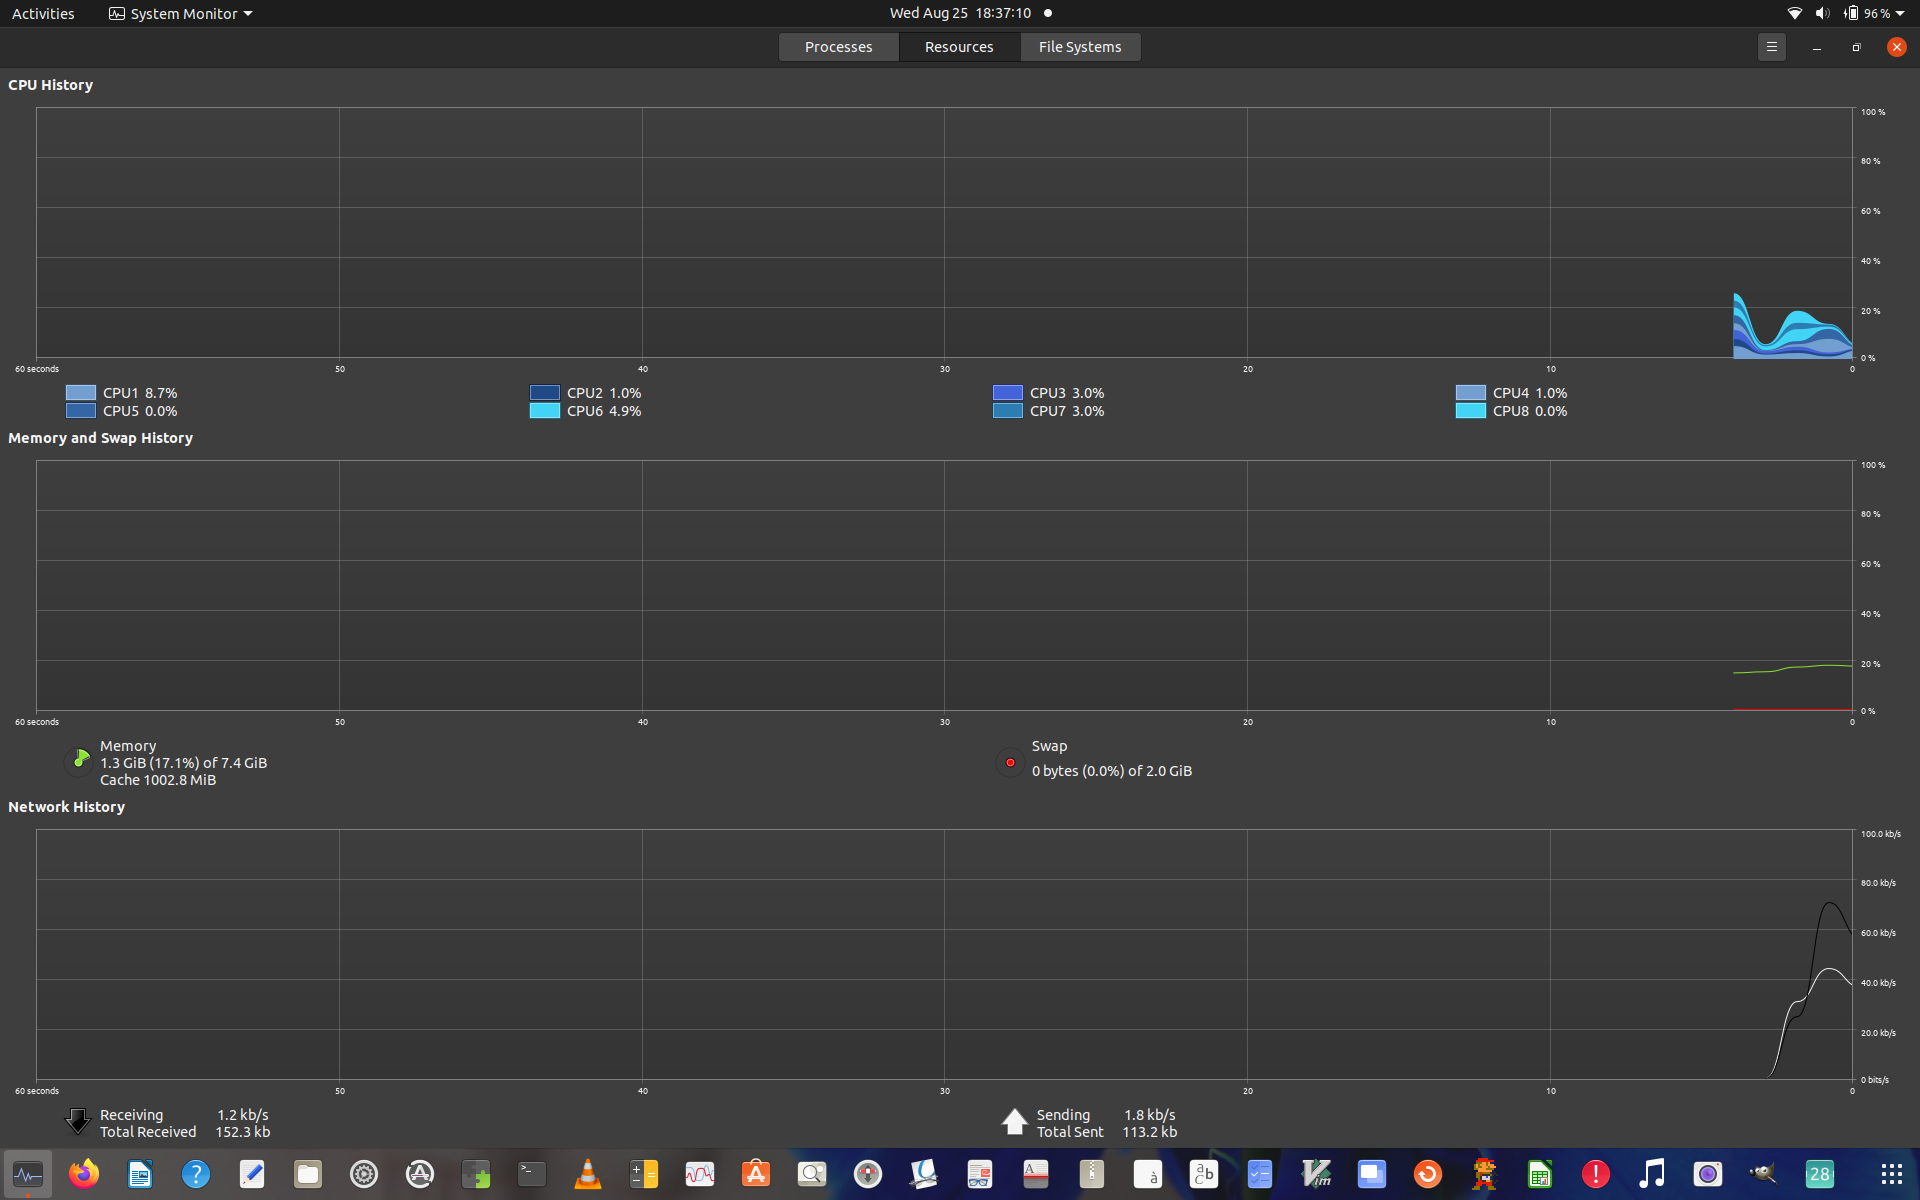 Activities System Monitor Wed Aug 25 18:37:10 96 %
Processes Resources File Systems
CPU History
100 %
80 %
60 %
40 %
20 %
0 %
60 seconds 50 40 30 20 10 0
CPU1 8.7% CPU2 1.0% CPU3 3.0% CPU4 1.0%
CPU5 0.0% CPU6 4.9% CPU7 3.0% CPU8 0.0%
Memory and Swap History
100 %
80 %
60 %
40 %
20 %
0 %
60 seconds 50 40 30 20 10 0
Memory
1.3 GiB (17.1%) of 7.4 GiB
Cache 1002.8 MiB
Swap
0 bytes (0.0%) of 2.0 GiB
Network History
100.0 kb/s
80.0 kb/s
60.0 kb/s
40.0 kb/s
20.0 kb/s
0 bits/s
60 seconds 50 40 30 20 10 0
Receiving 1.2 kb/s
Total Received 152.3 kb
Sending 1.8 kb/s
Total Sent 113.2 kb
? >_ A à a b c Vim ! 28